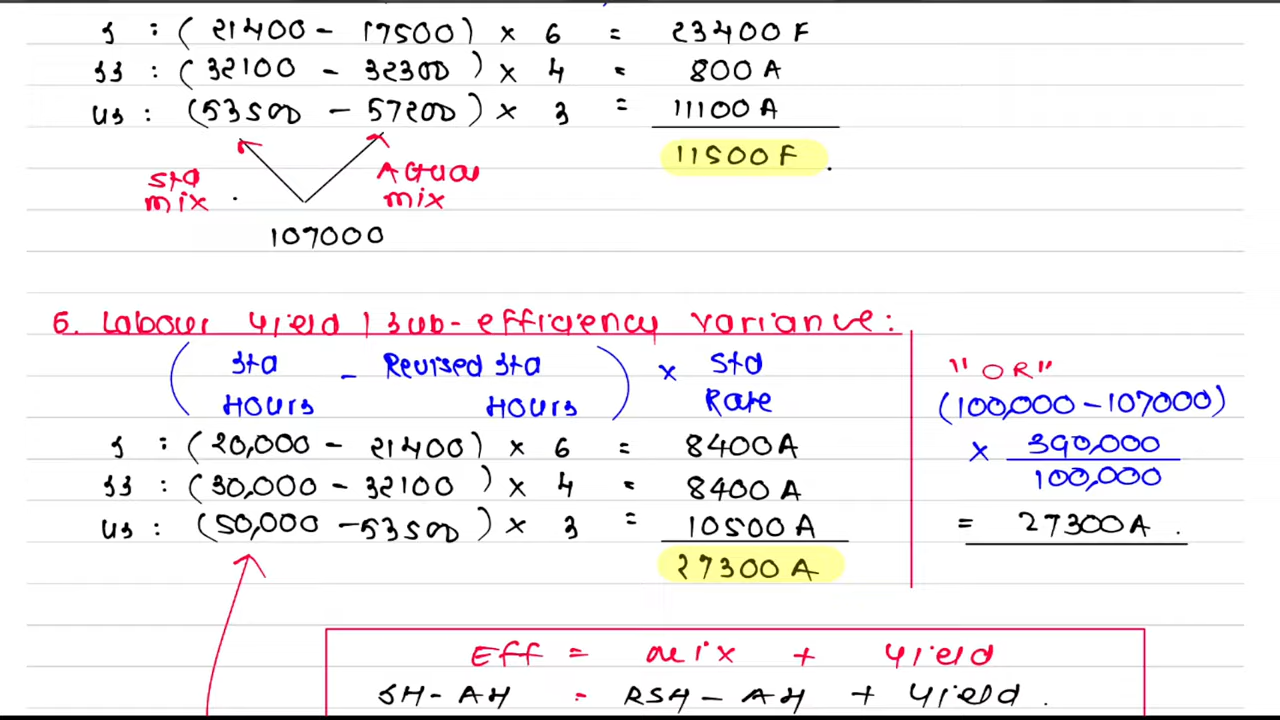 S : (21400 - 17500) × 6 = 23400 F
SS : (32100 - 32300) × 4 = 800 A
US : (53500 - 57200) × 3 = 11100 A
11500 F
Std mix
Actual mix
107000
6. Labour Yield / Sub-efficiency variance:
(Std Hours - Revised Std Hours) × Std Rate
S : (20,000 - 21400) × 6 = 8400 A
SS : (30,000 - 32100) × 4 = 8400 A
US : (50,000 - 53500) × 3 = 10500 A
27300 A
"OR"
(100,000 - 107000)
× 390,000
100,000
= 27300 A.
Eff = mix + Yield
SH - AH = RSH - AH + Yield.